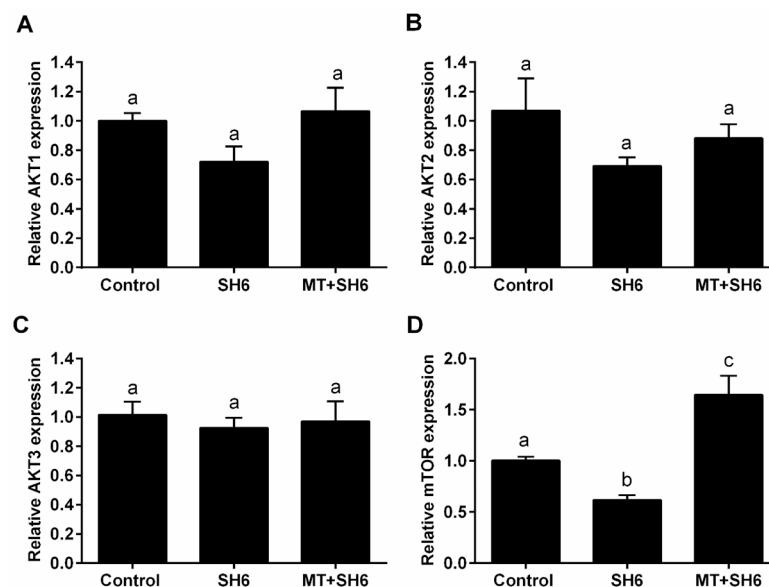 A
Relative AKT1 expression
1.4
1.2
1.0
0.8
0.6
0.4
0.2
0.0
a
a
a
Control SH6 MT+SH6
B
Relative AKT2 expression
1.4
1.2
1.0
0.8
0.6
0.4
0.2
0.0
a
a
a
Control SH6 MT+SH6
C
Relative AKT3 expression
1.4
1.2
1.0
0.8
0.6
0.4
0.2
0.0
a
a
a
Control SH6 MT+SH6
D
Relative mTOR expression
2.0
1.5
1.0
0.5
0.0
a
b
c
Control SH6 MT+SH6